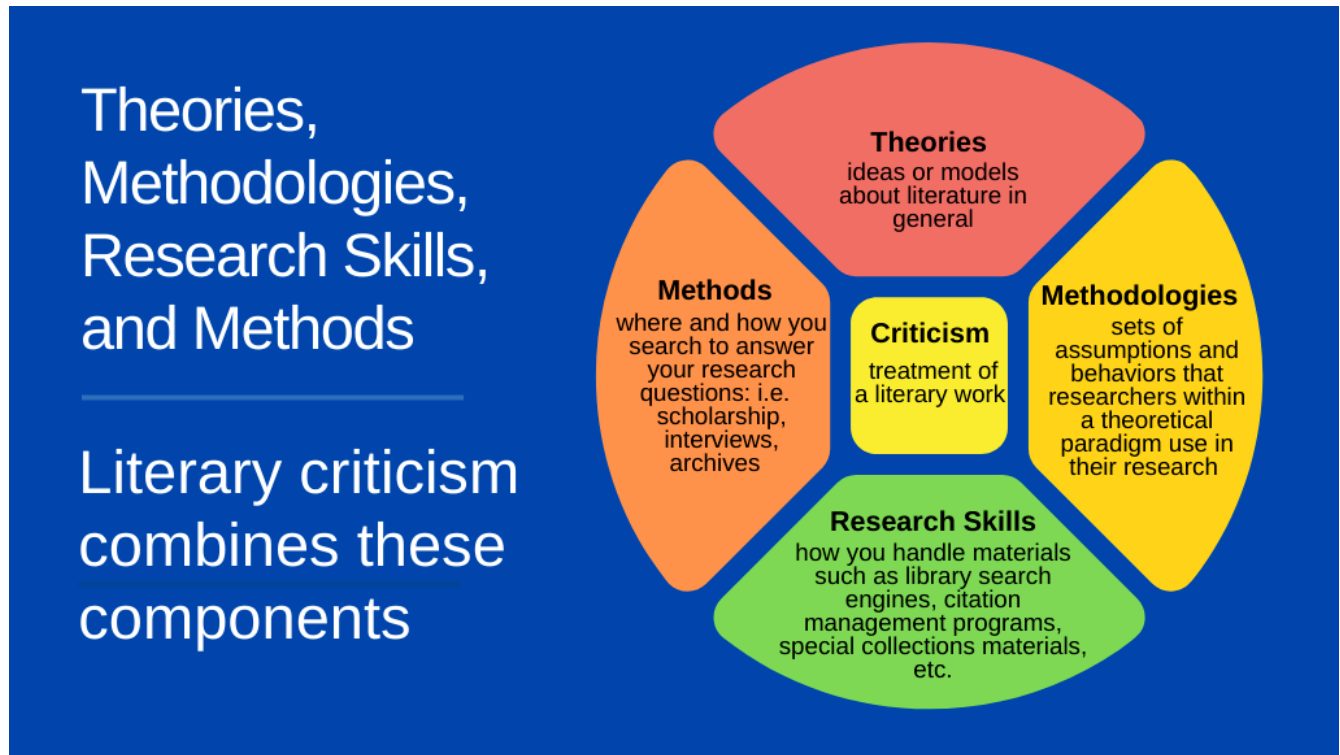 Theories,
Methodologies,
Research Skills,
and Methods
Literary criticism
combines these
components
Theories
ideas or models
about literature in
general
Methods
where and how you
search to answer
your research
questions: i.e.
scholarship,
interviews,
archives
Criticism
treatment of
a literary work
Methodologies
sets of
assumptions and
behaviors that
researchers within
a theoretical
paradigm use in
their research
Research Skills
how you handle materials
such as library search
engines, citation
management programs,
special collections materials,
etc.